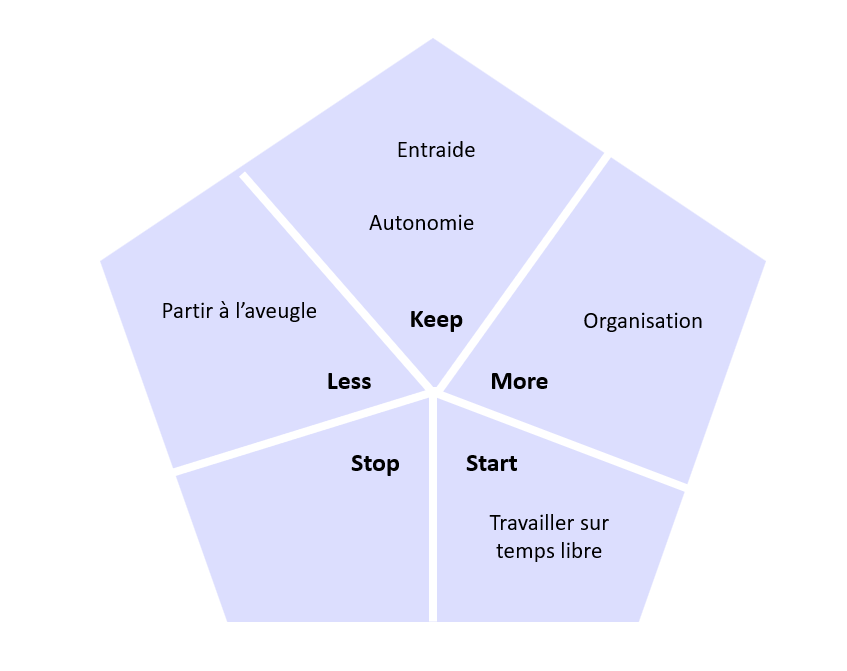 Entraide
Autonomie
Keep
Partir à l’aveugle
Organisation
Less
More
Stop
Start
Travailler sur
temps libre